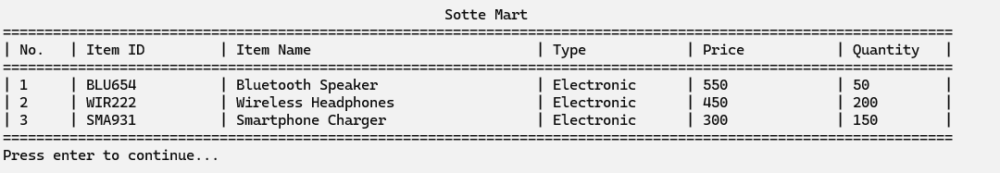 Sotte Mart
==================================================================================================================
| No.   | Item ID         | Item Name                           | Type            | Price           | Quantity   |
==================================================================================================================
| 1     | BLU654          | Bluetooth Speaker                   | Electronic      | 550             | 50         |
| 2     | WIR222          | Wireless Headphones                 | Electronic      | 450             | 200        |
| 3     | SMA931          | Smartphone Charger                  | Electronic      | 300             | 150        |
==================================================================================================================
Press enter to continue...